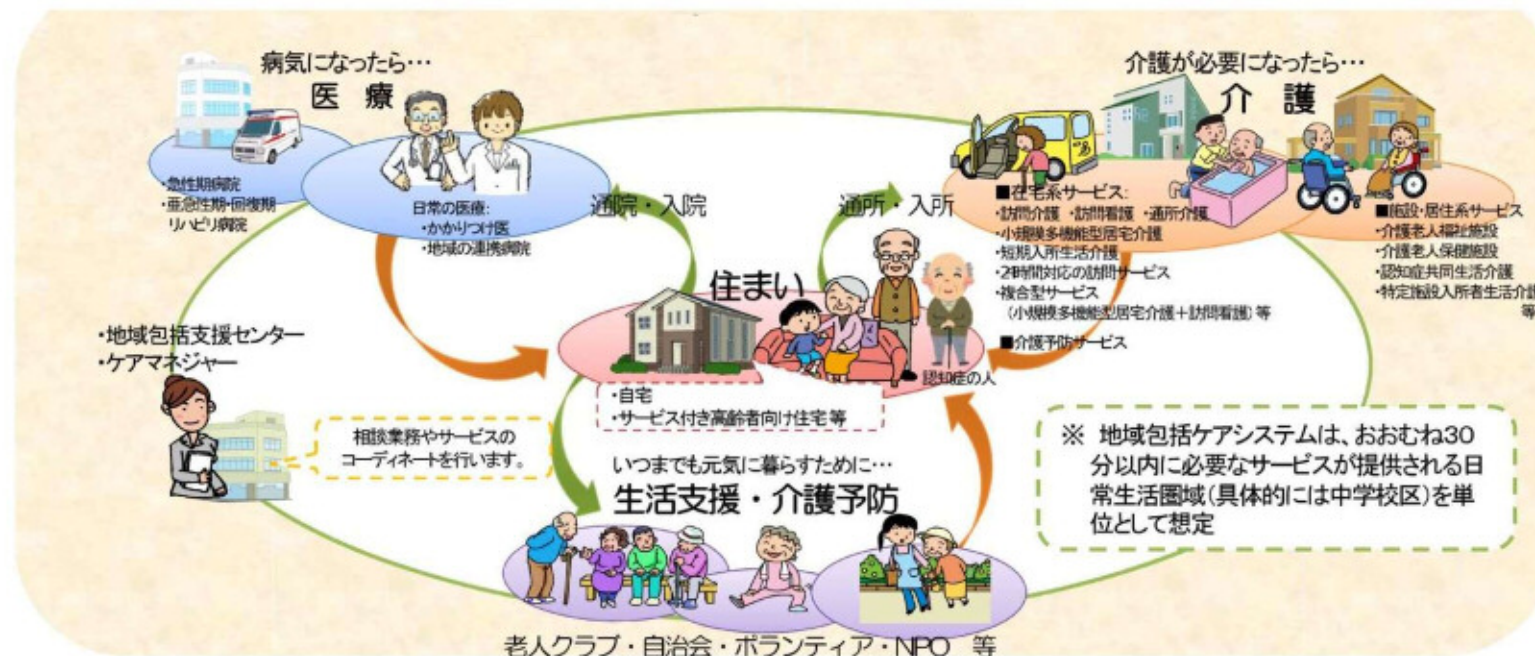 病気になったら…
医 療
・急性期病院
・亜急性期・回復期
リハビリ病院
日常の医療:
・かかりつけ医
・地域の連携病院
通院・入院
介護が必要になったら…
介 護
通所・入所
■在宅系サービス:
・訪問介護 ・訪問看護 ・通所介護
・小規模多機能型居宅介護
・短期入所生活介護
・24時間対応の訪問サービス
・複合型サービス
(小規模多機能型居宅介護+訪問看護)等
■介護予防サービス
■施設・居住系サービス
・介護老人福祉施設
・介護老人保健施設
・認知症共同生活介護
・特定施設入所者生活介護
等
住まい
認知症の人
・自宅
・サービス付き高齢者向け住宅 等
・地域包括支援センター
・ケアマネジャー
相談業務やサービスの
コーディネートを行います。
いつまでも元気に暮らすために…
生活支援・介護予防
老人クラブ・自治会・ボランティア・NPO 等
※ 地域包括ケアシステムは、おおむね30
分以内に必要なサービスが提供される日
常生活圏域(具体的には中学校区)を単
位として想定